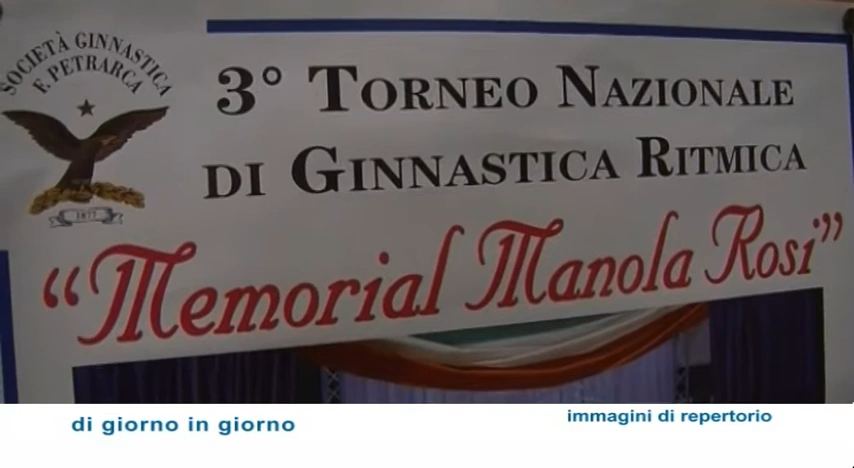 SOCIETÀ GINNASTICA
F. PETRARCA
1877
3° TORNEO NAZIONALE
DI GINNASTICA RITMICA
“Memorial Manola Rosi”
di giorno in giorno
immagini di repertorio